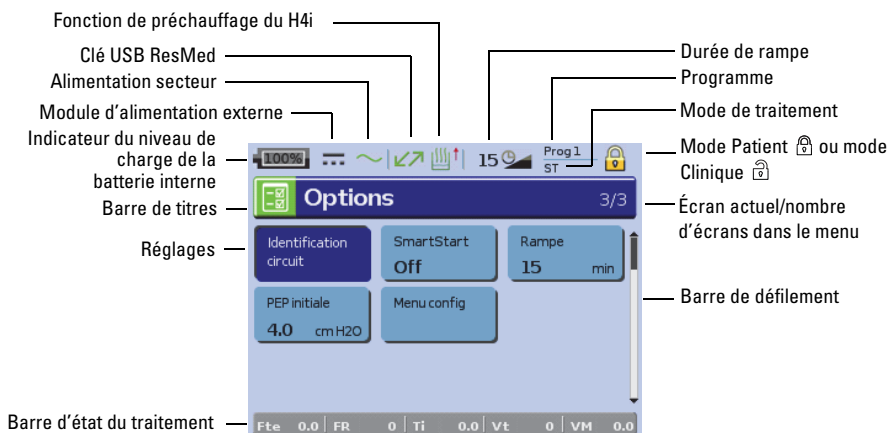 Fonction de préchauffage du H4i
Clé USB ResMed
Alimentation secteur
Module d'alimentation externe
Indicateur du niveau de
charge de la
batterie interne
Barre de titres
Réglages
Barre d'état du traitement
Durée de rampe
Programme
Mode de traitement
Mode Patient ou mode
Clinique
Écran actuel/nombre
d'écrans dans le menu
Barre de défilement
100% 15 Prog1
ST
Options 3/3
Identification
circuit
SmartStart
Off
Rampe
15 min
PEP initiale
4.0 cm H2O
Menu config
Fte 0.0 FR 0 Ti 0.0 Vt 0 VM 0.0